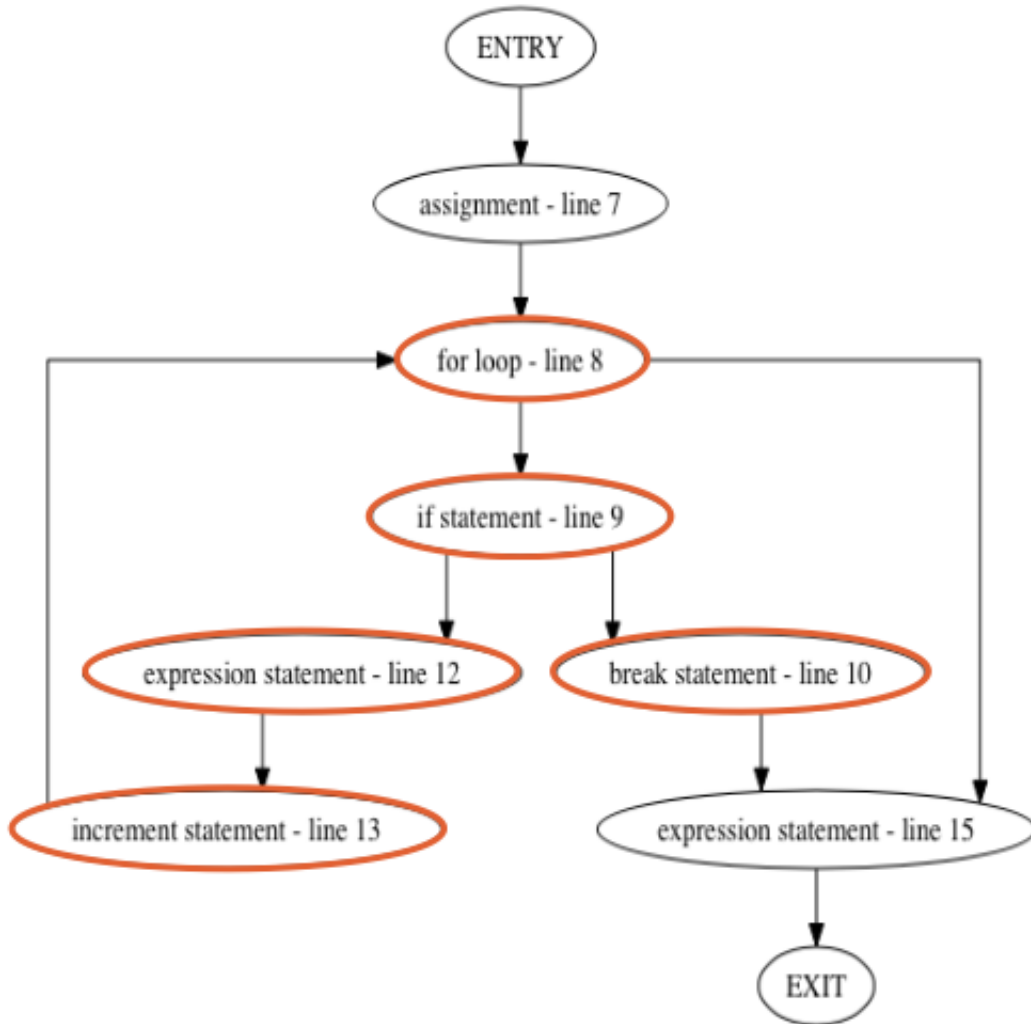 ENTRY
assignment - line 7
for loop - line 8
if statement - line 9
expression statement - line 12
break statement - line 10
increment statement - line 13
expression statement - line 15
EXIT